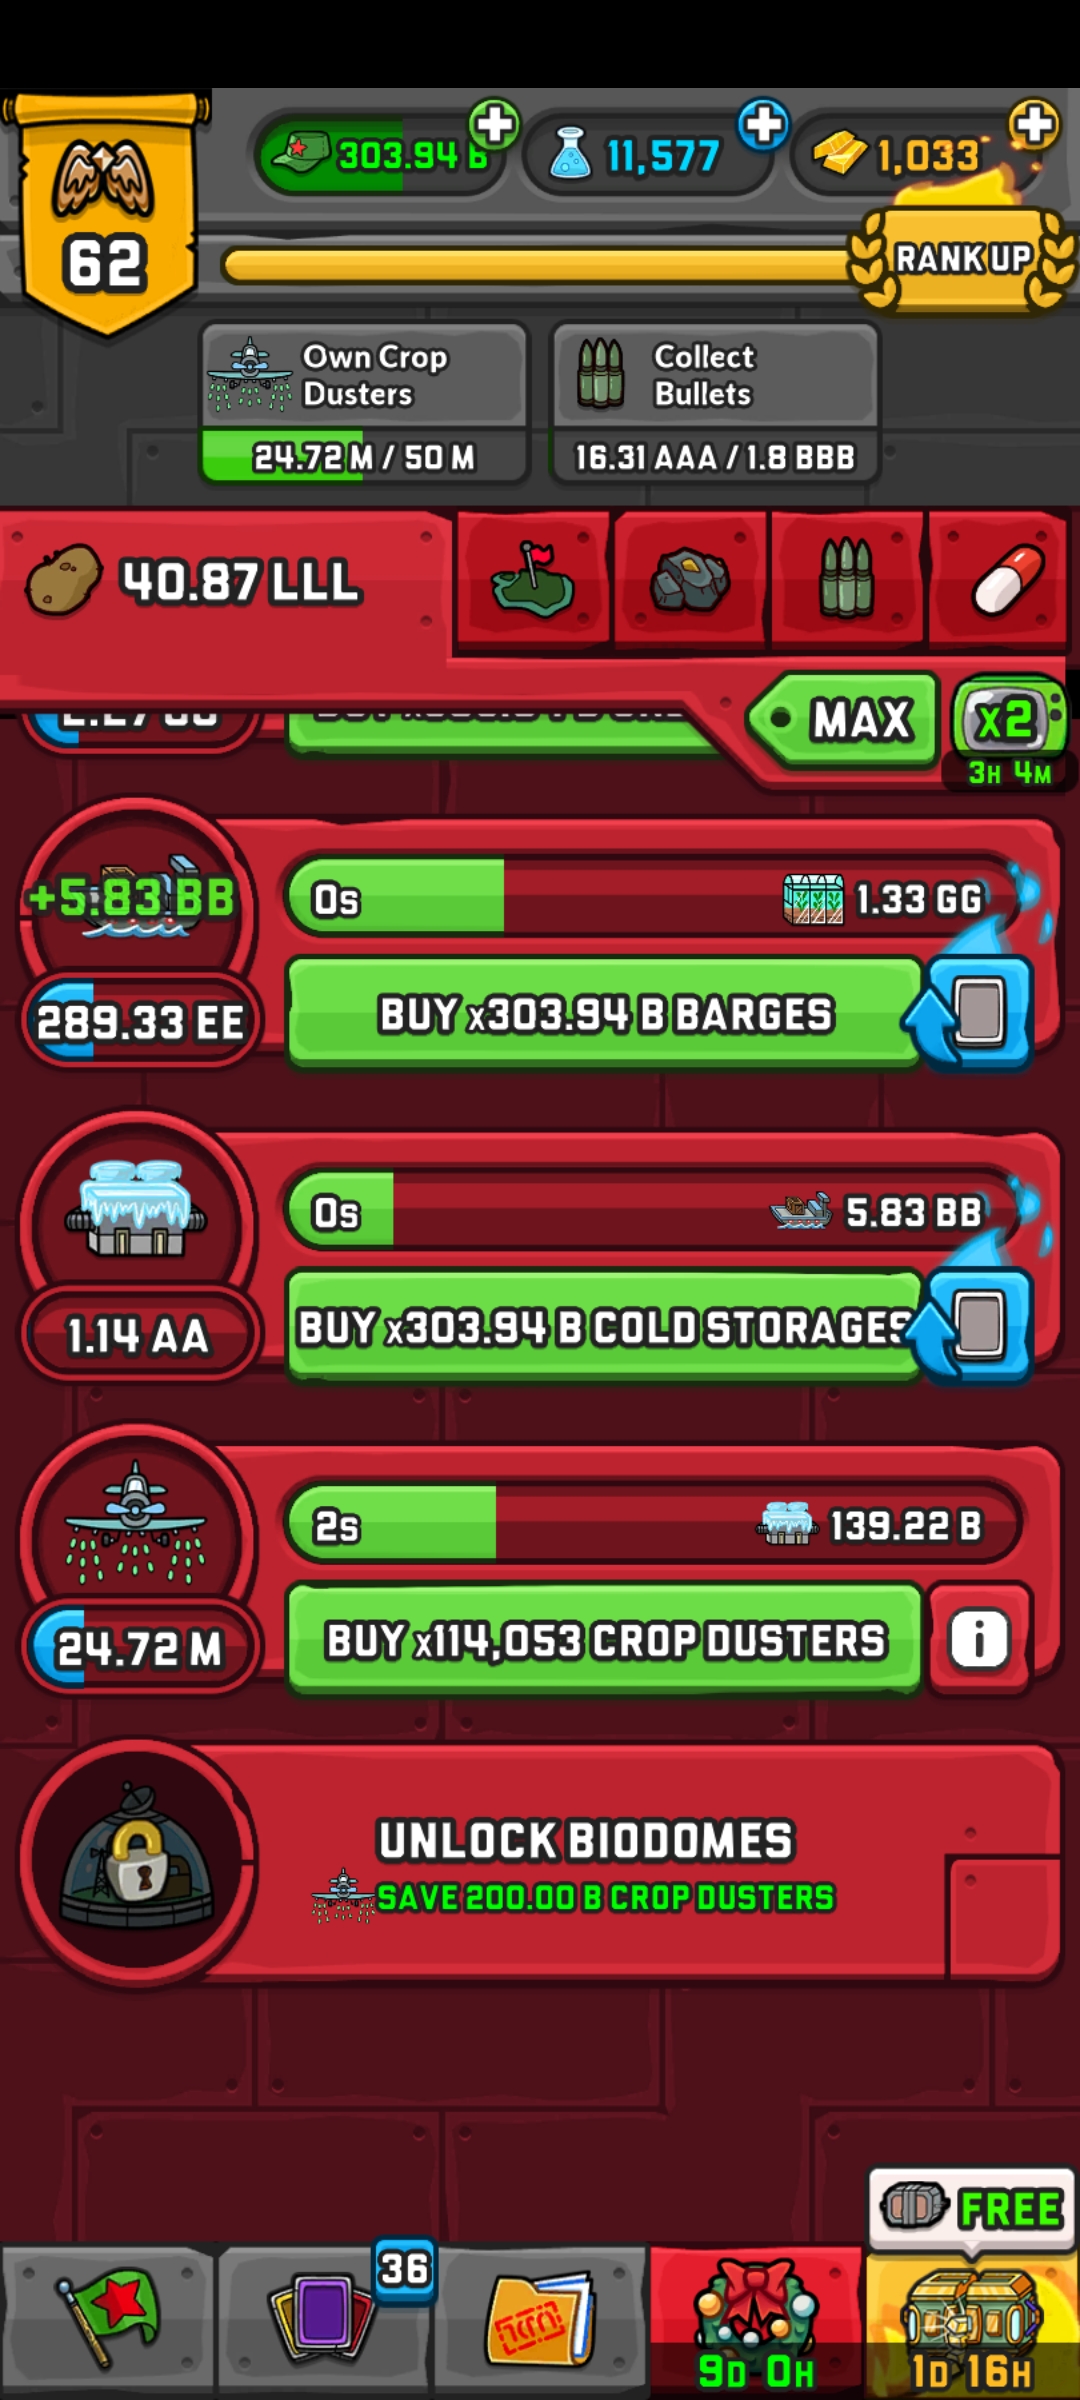 303.94 B
11,577
1,033
62
RANK UP
Own Crop
Dusters
24.72 M / 50 M
Collect
Bullets
16.31 AAA / 1.8 BBB
40.87 LLL
MAX
x2
3H 4M
+5.83 BB
0s
1.33 GG
289.33 EE
BUY x303.94 B BARGES
0s
5.83 BB
1.14 AA
BUY x303.94 B COLD STORAGES
2s
139.22 B
24.72 M
BUY x114,053 CROP DUSTERS
i
UNLOCK BIODOMES
SAVE 200.00 B CROP DUSTERS
FREE
36
9D 0H
1D 16H